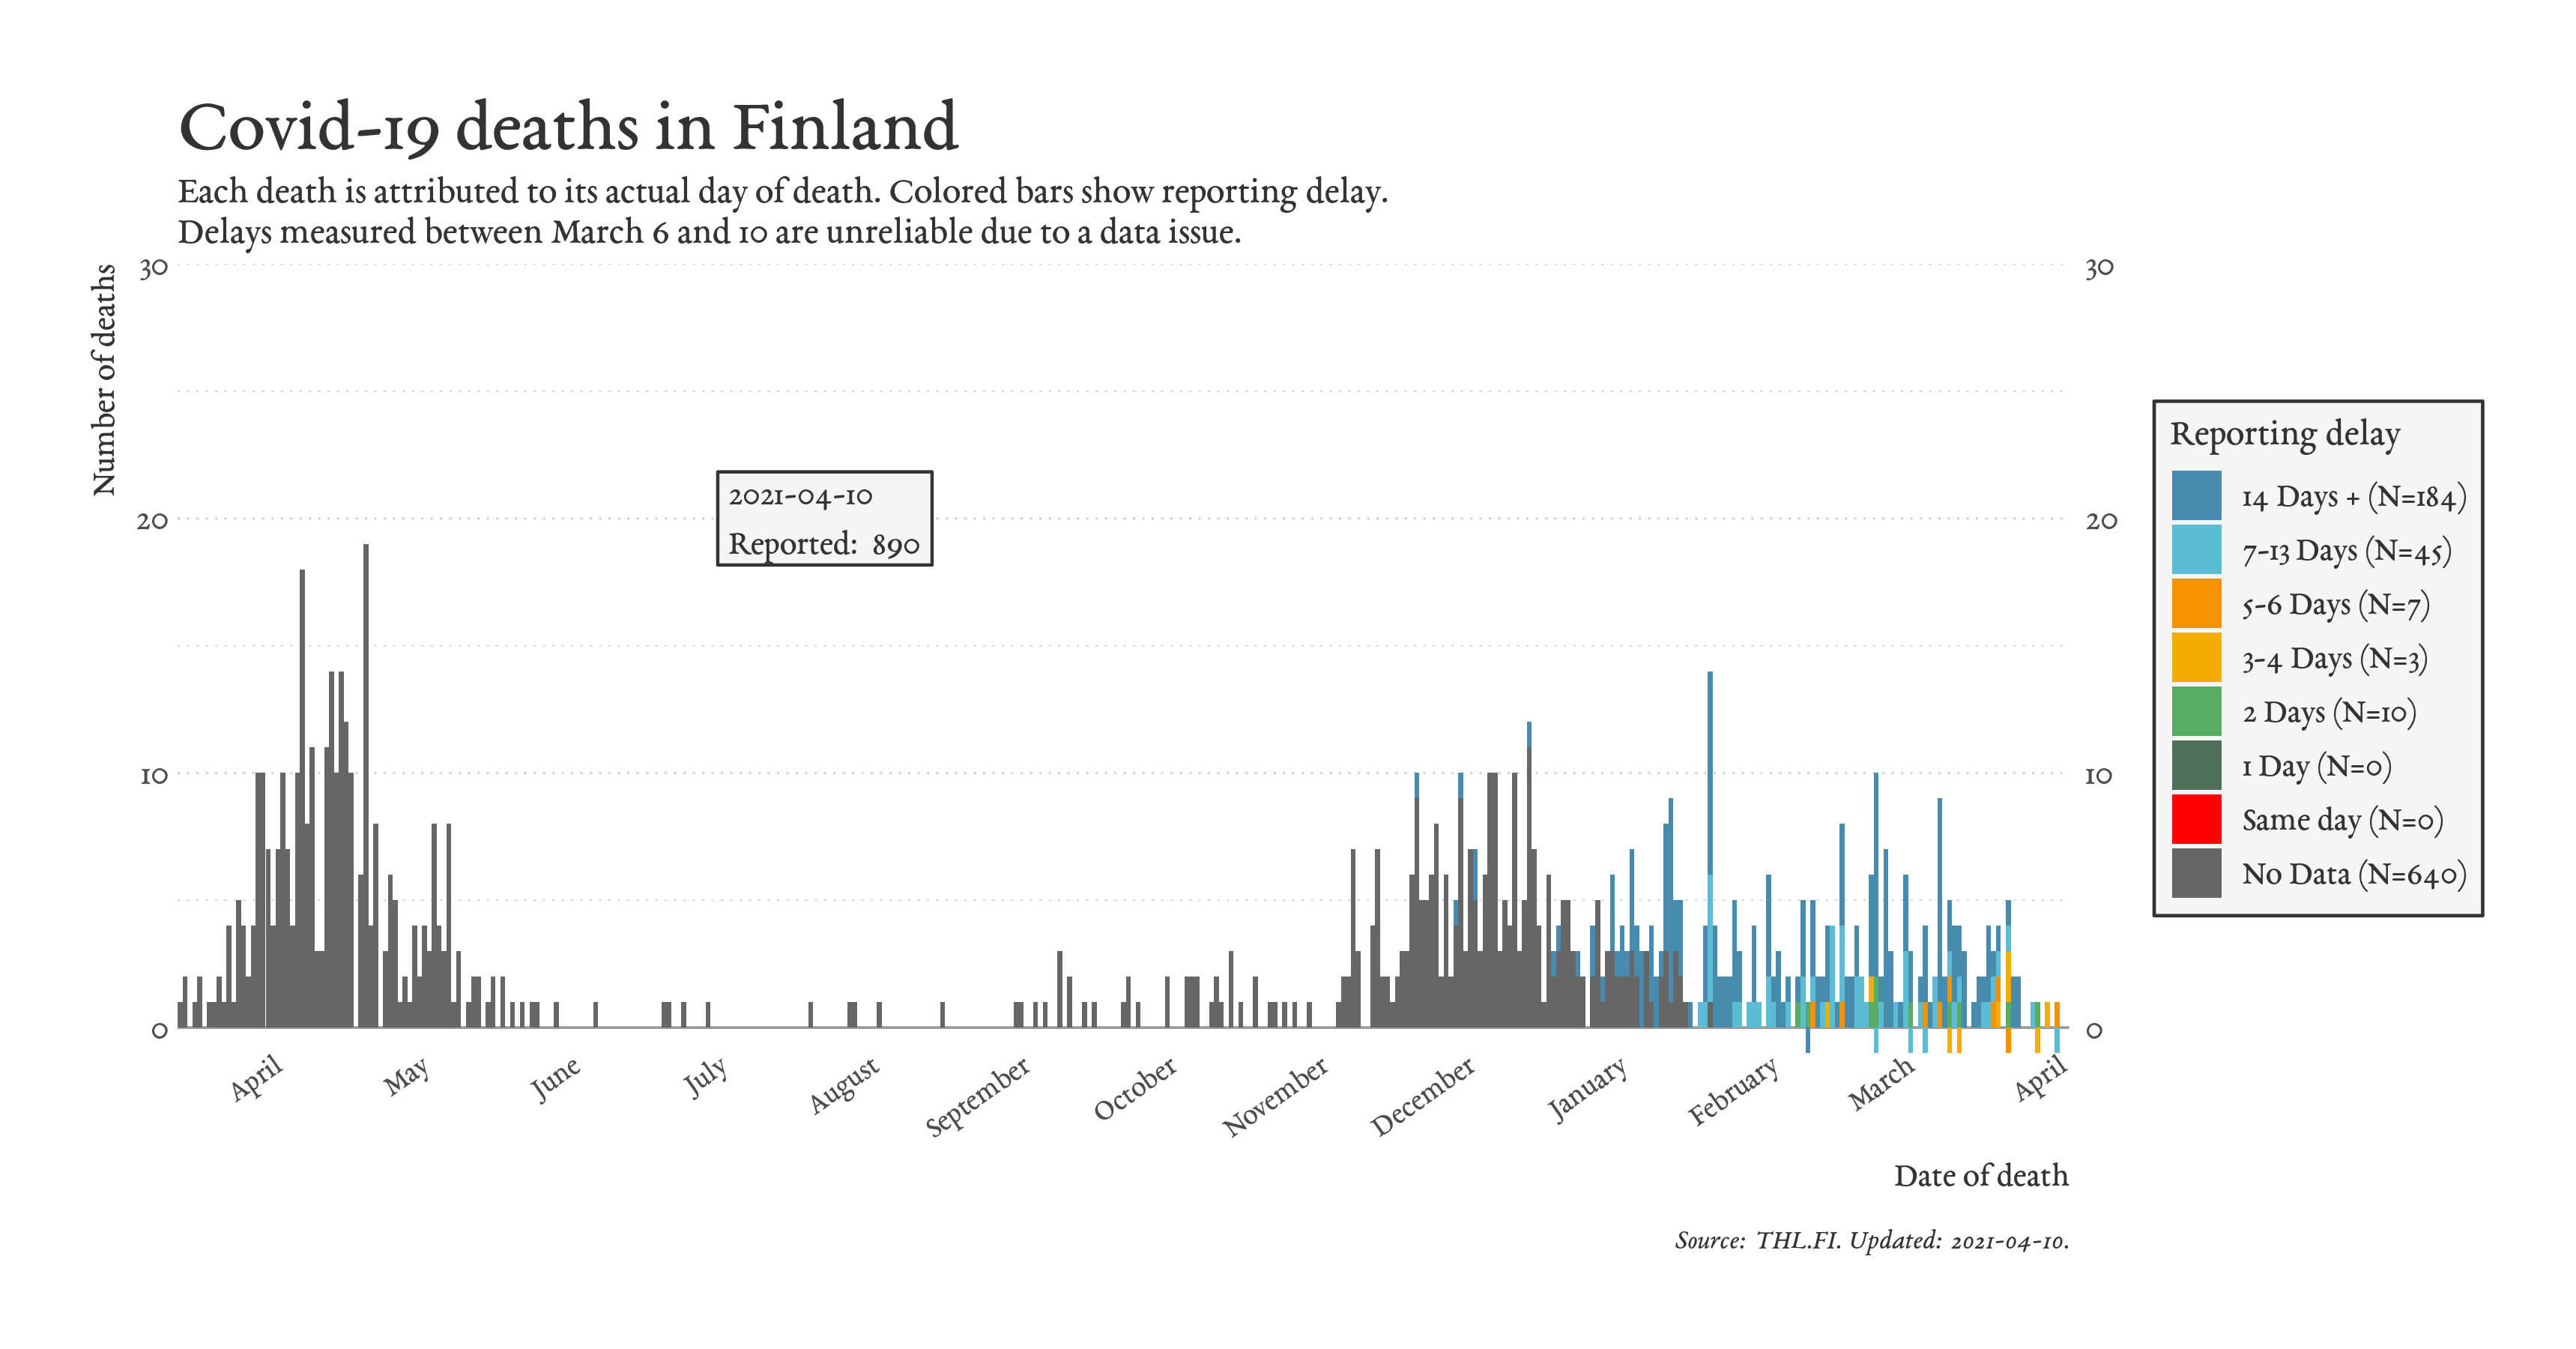 Covid-19 deaths in Finland
Each death is attributed to its actual day of death. Colored bars show reporting delay.
Delays measured between March 6 and 10 are unreliable due to a data issue.
Number of deaths
30
20
10
0
30
20
10
0
2021-04-10
Reported: 890
Reporting delay
14 Days + (N=184)
7-13 Days (N=45)
5-6 Days (N=7)
3-4 Days (N=3)
2 Days (N=10)
1 Day (N=0)
Same day (N=0)
No Data (N=640)
April
May
June
July
August
September
October
November
December
January
February
March
April
Date of death
Source: THL.FI. Updated: 2021-04-10.